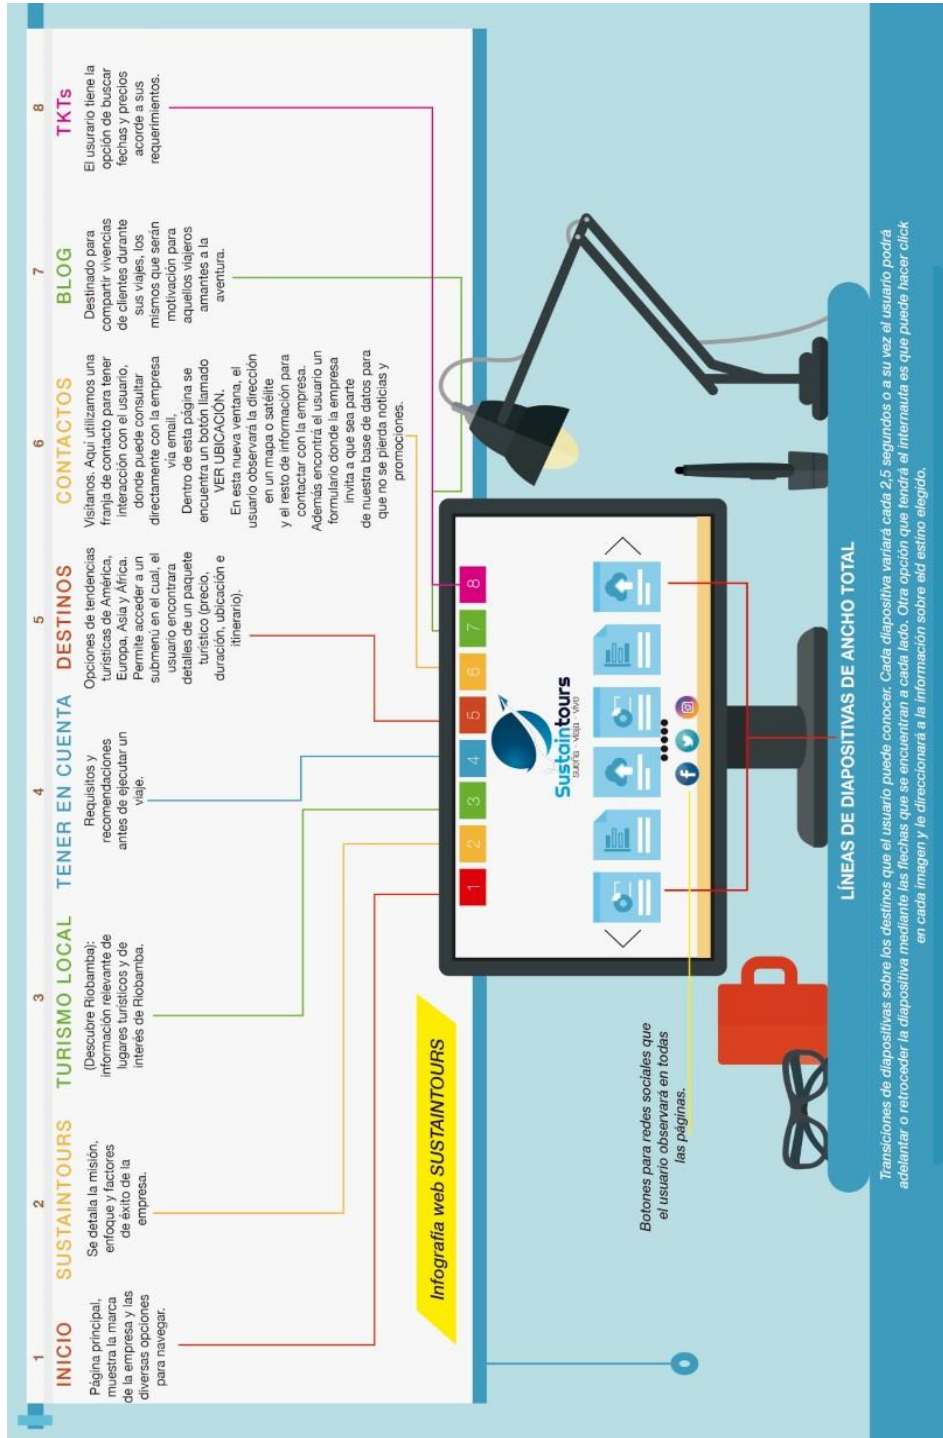 1
INICIO
Página principal,
muestra la marca
de la empresa y las
diversas opciones
para navegar.
2
SUSTAINTOURS
Se detalla la misión,
enfoque y factores
de éxito de la
empresa.
3
TURISMO LOCAL
(Descubre Riobamba):
información relevante de
lugares turísticos y de
interés de Riobamba.
4
TENER EN CUENTA
Requisitos y
recomendaciones
antes de ejecutar un
viaje.
5
DESTINOS
Opciones de tendencias
turísticas de América,
Europa, Asia y África.
Permite acceder a un
submenú en el cual, el
usuario encontrara
detalles de un paquete
turístico (precio,
duración, ubicación e
itinerario).
6
CONTACTOS
Visítanos. Aquí utilizamos una
franja de contacto para tener
interacción con el usuario,
donde puede consultar
directamente con la empresa
vía email,
Dentro de esta página se
encuentra un botón llamado
VER UBICACIÓN.
En esta nueva ventana, el
usuario observará la dirección
en un mapa o satélite
y el resto de información para
contactar con la empresa.
Además encontrá el usuario un
formulario donde la empresa
invita a que sea parte
de nuestra base de datos para
que no se pierda noticias y
promociones.
7
BLOG
Destinado para
compartir vivencias
de clientes durante
sus viajes, los
mismos que serán
motivación para
aquellos viajeros
amantes a la
aventura.
8
TKTs
El usurario tiene la
opción de buscar
fechas y precios
acorde a sus
requerimientos.
Infografía web SUSTAINTOURS
1 2 3 4 5 6 7 8
Sustaintours
sueña - viaja - vive
Botones para redes sociales que
el usuario observará en todas
las páginas.
LÍNEAS DE DIAPOSITIVAS DE ANCHO TOTAL
Transiciones de diapositivas sobre los destinos que el usuario puede conocer. Cada diapositiva variará cada 2,5 segundos o a su vez el usuario podrá
adelantar o retroceder la diapositiva mediante las flechas que se encuentran a cada lado. Otra opción que tendrá el internauta es que puede hacer click
en cada imagen y le direccionará a la información sobre eld estino elegido.